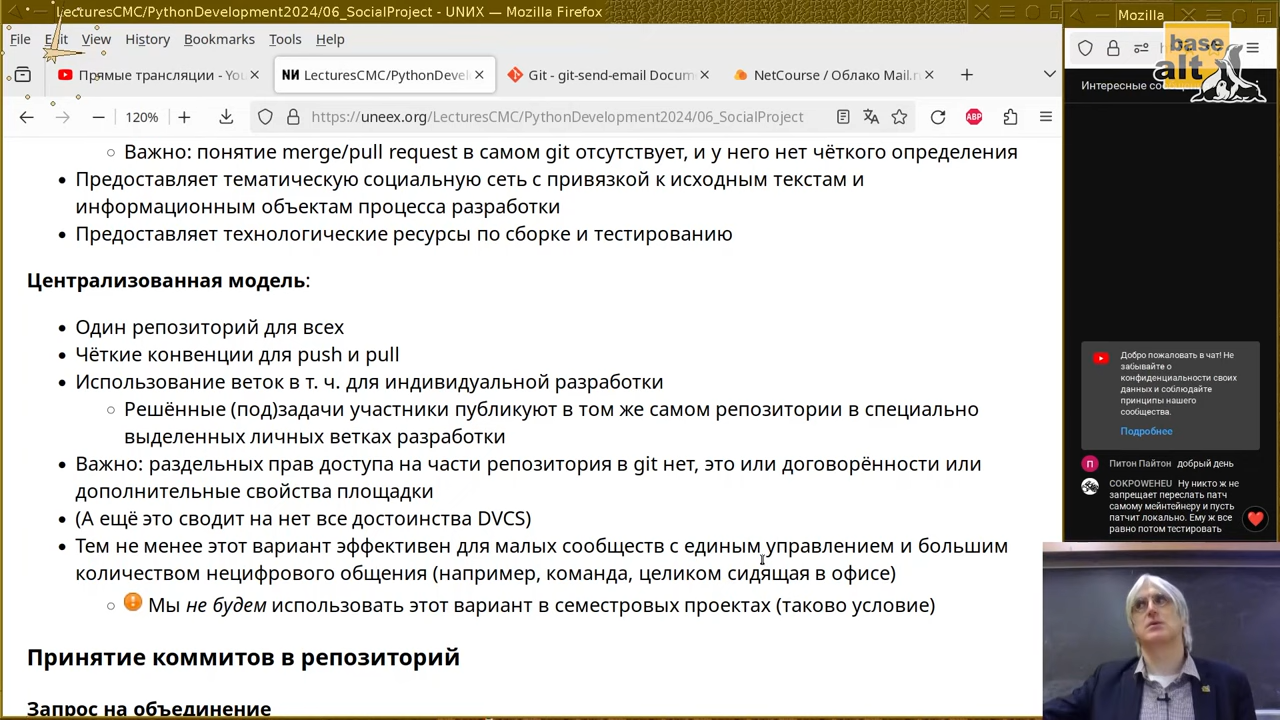 LecturesCMC/PythonDevelopment2024/06_SocialProject - UNИX — Mozilla Firefox
File Edit View History Bookmarks Tools Help
Прямые трансляции - You
NИ LecturesCMC/PythonDevel
Git - git-send-email Docum
NetCourse / Облако Mail.r
120%
https://uneex.org/LecturesCMC/PythonDevelopment2024/06_SocialProject
ABP
Важно: понятие merge/pull request в самом git отсутствует, и у него нет чёткого определения
Предоставляет тематическую социальную сеть с привязкой к исходным текстам и
информационным объектам процесса разработки
Предоставляет технологические ресурсы по сборке и тестированию
Централизованная модель:
Один репозиторий для всех
Чёткие конвенции для push и pull
Использование веток в т. ч. для индивидуальной разработки
Решённые (под)задачи участники публикуют в том же самом репозитории в специально
выделенных личных ветках разработки
Важно: раздельных прав доступа на части репозитория в git нет, это или договорённости или
дополнительные свойства площадки
(А ещё это сводит на нет все достоинства DVCS)
Тем не менее этот вариант эффективен для малых сообществ с единым управлением и большим
количеством нецифрового общения (например, команда, целиком сидящая в офисе)
Мы не будем использовать этот вариант в семестровых проектах (таково условие)
Принятие коммитов в репозиторий
Запрос на объединение
Mozilla
base
alt
Интересные
Добро пожаловать в чат! Не
забывайте о
конфиденциальности своих
данных и соблюдайте
принципы нашего
сообщества.
Подробнее
П Питон Пайтон добрый день
COKPOWEHEU Ну никто ж не
запрещает переслать патч
самому мейнтейнеру и пусть
патчит локально. Ему ж все
равно потом тестировать